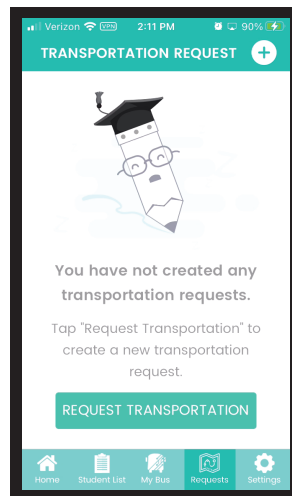 Verizon VPN 2:11 PM 90%
TRANSPORTATION REQUEST
You have not created any
transportation requests.
Tap "Request Transportation" to
create a new transportation
request.
REQUEST TRANSPORTATION
Home Student List My Bus Requests Settings